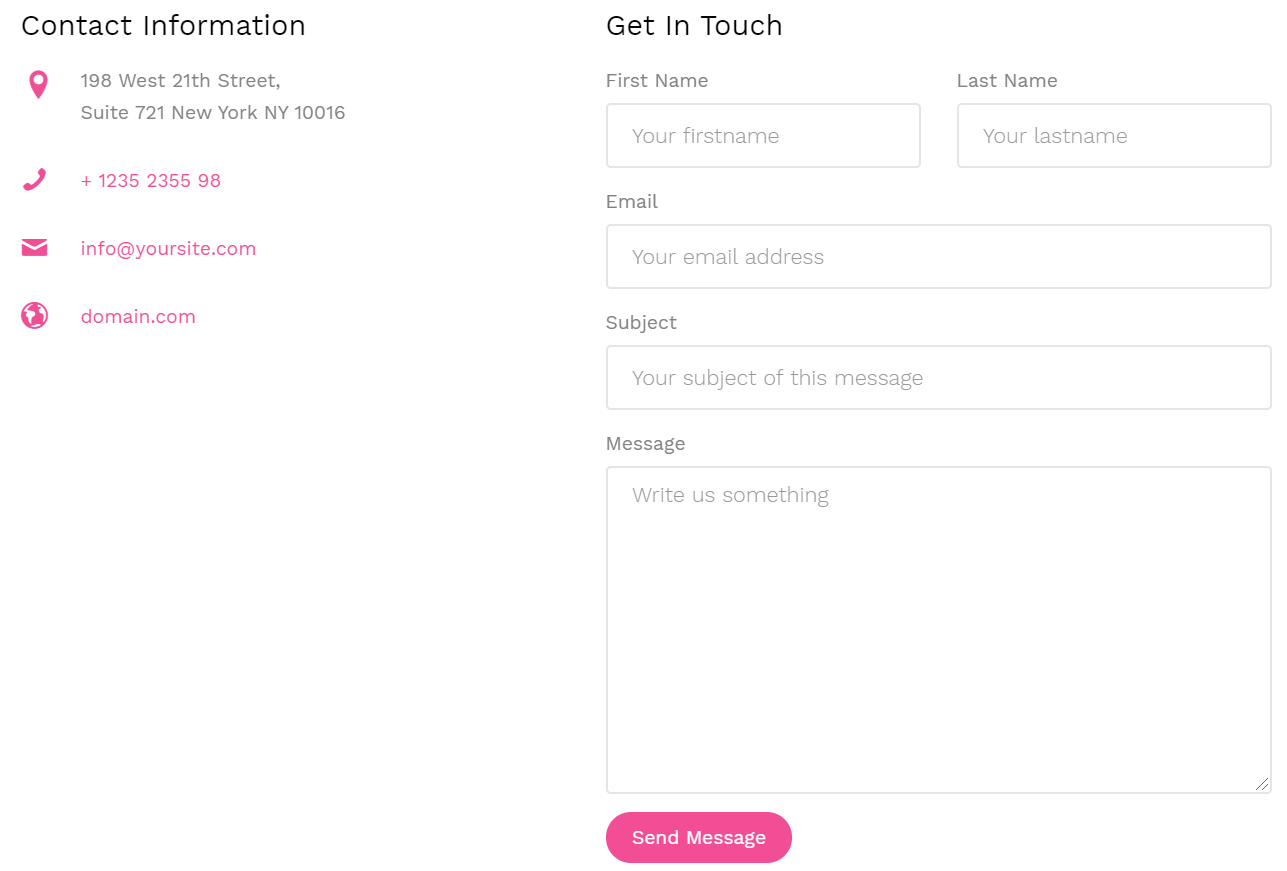 Contact Information
198 West 21th Street,
Suite 721 New York NY 10016
+ 1235 2355 98
info@yoursite.com
domain.com
Get In Touch
First Name
Last Name
Your firstname
Your lastname
Email
Your email address
Subject
Your subject of this message
Message
Write us something
Send Message